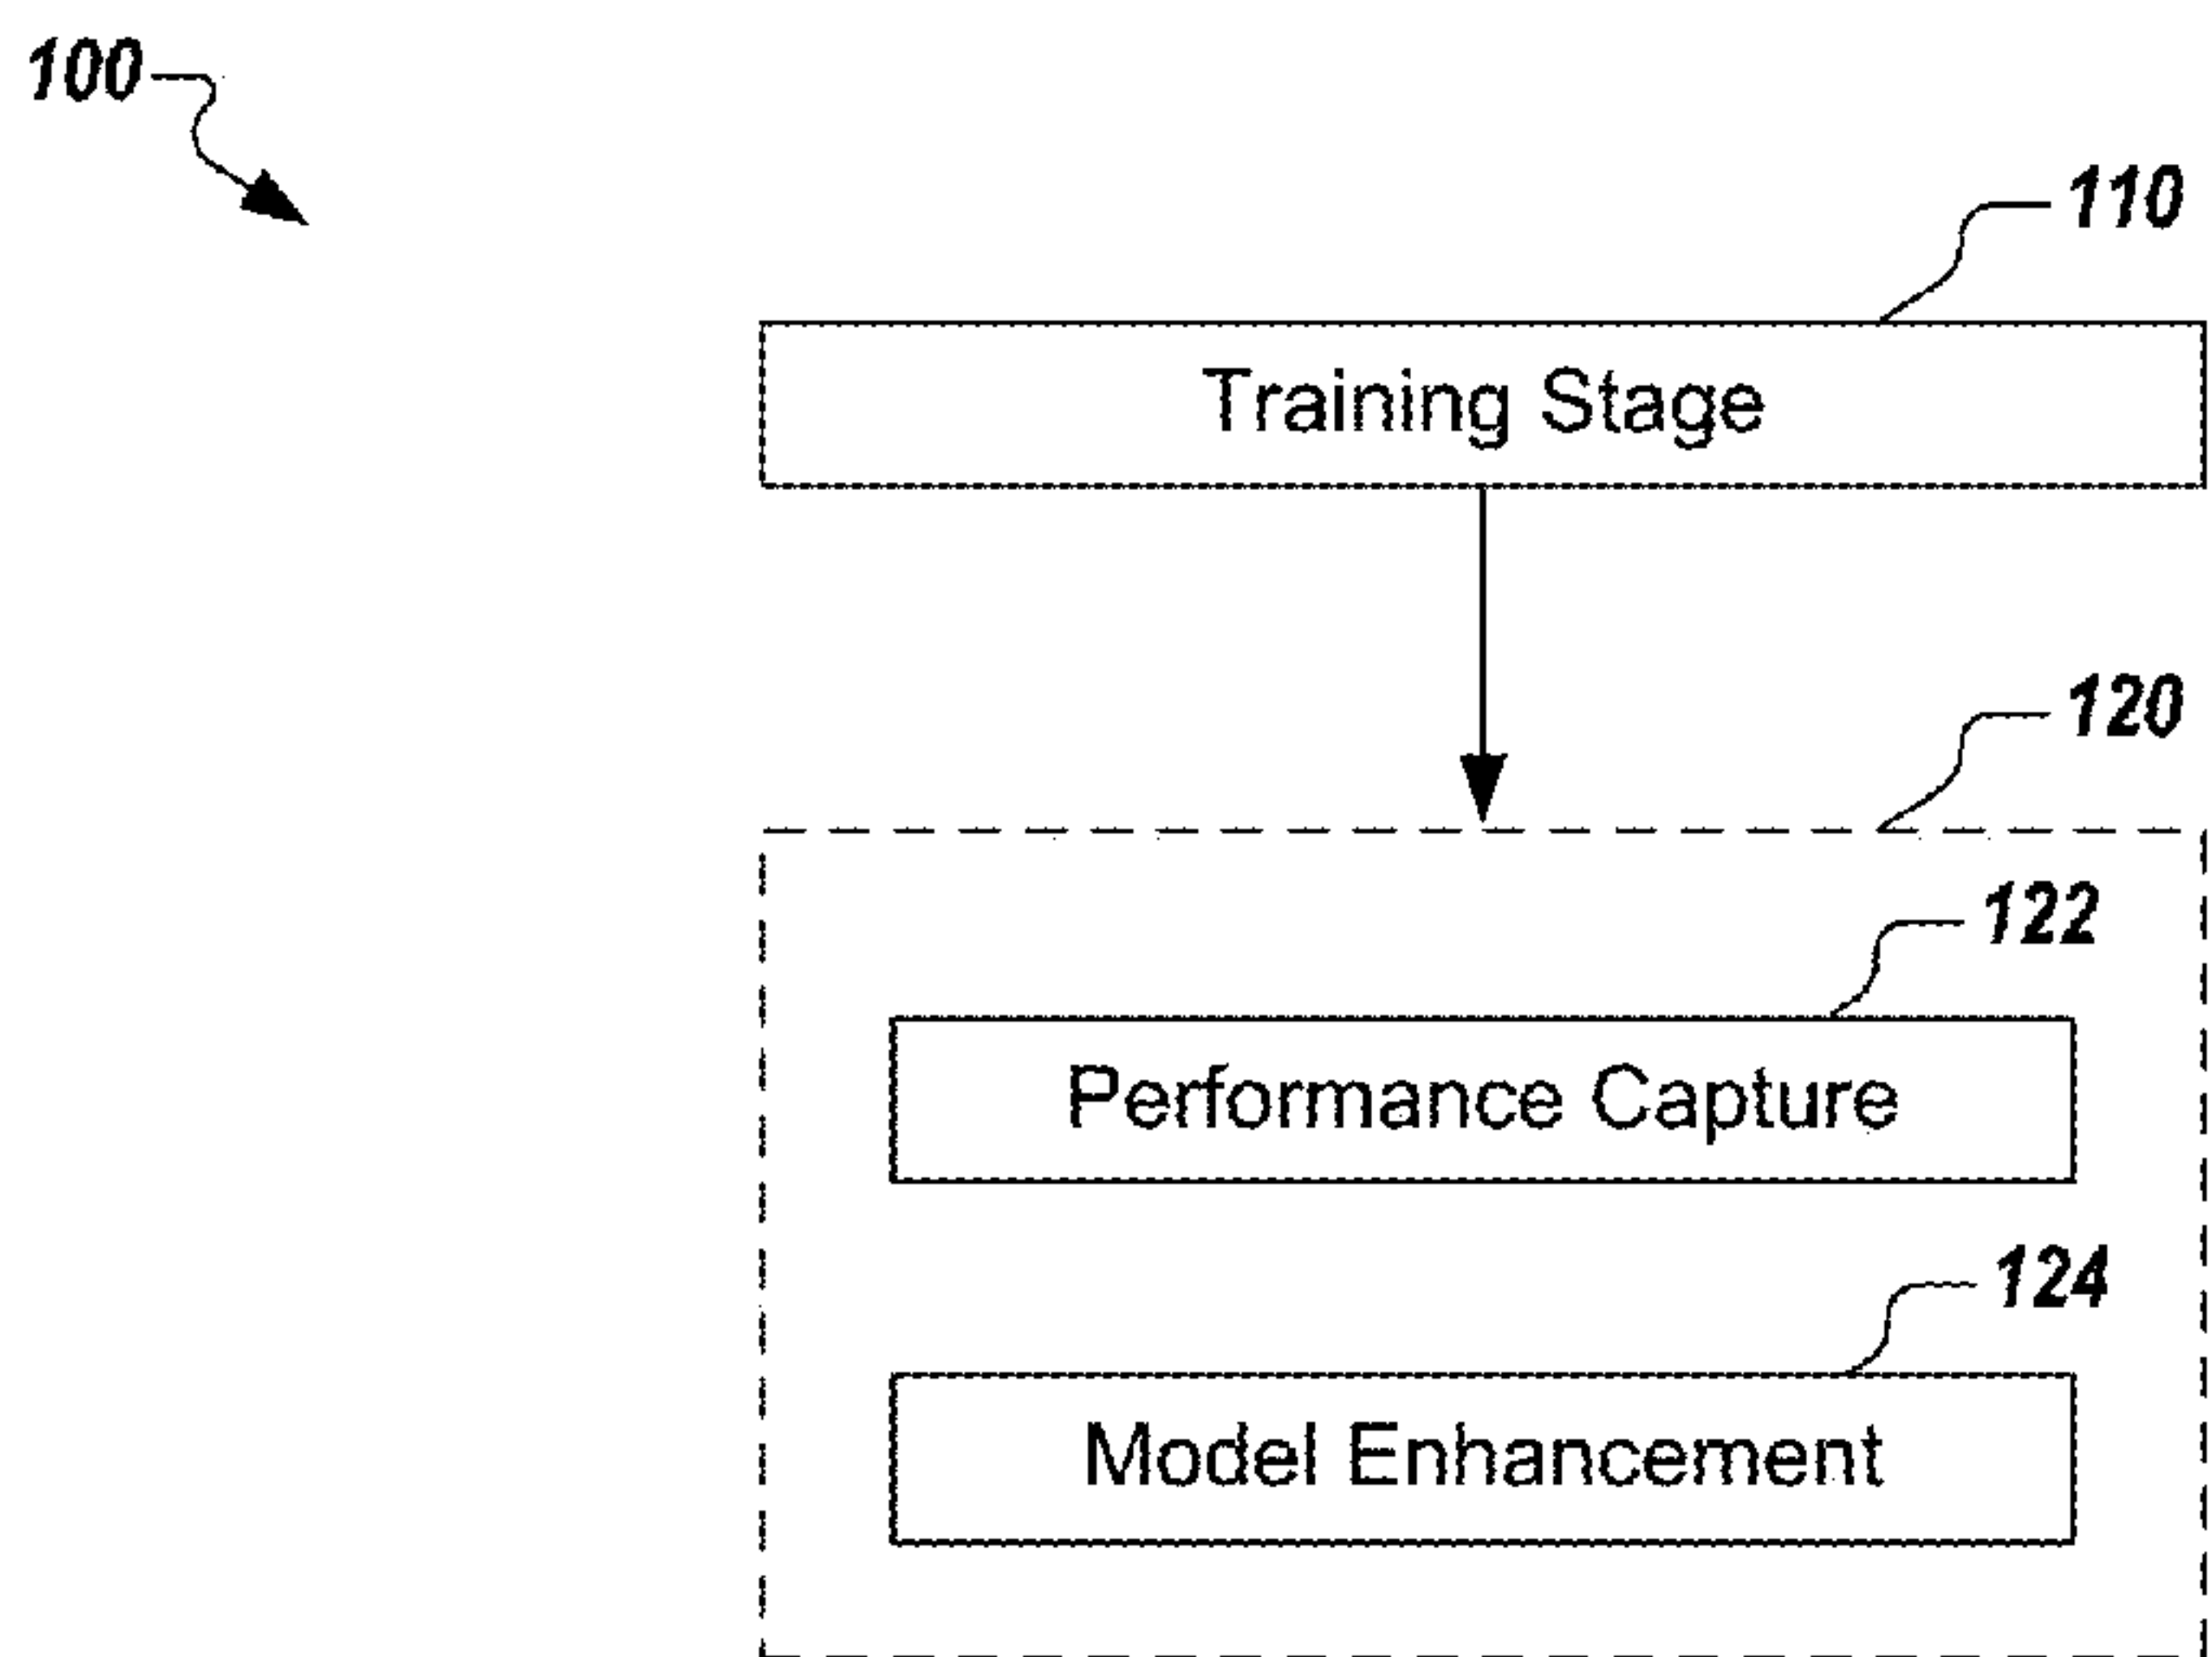 100
110
Training Stage
120
122
Performance Capture
124
Model Enhancement